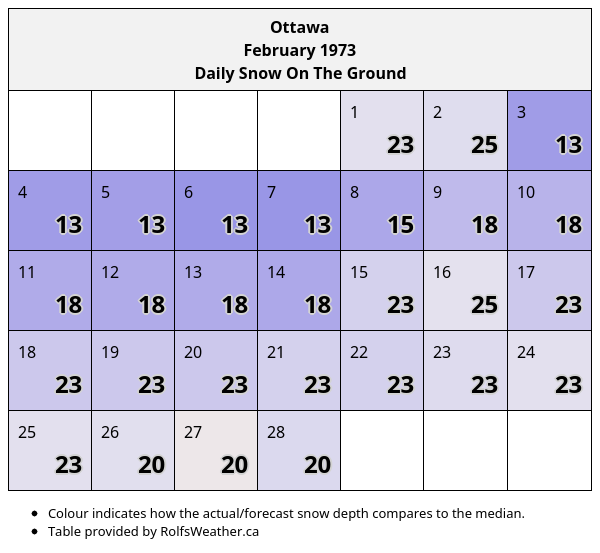 Ottawa
February 1973
Daily Snow On The Ground
1 2 3
23 25 13
4 5 6 7 8 9 10
13 13 13 13 15 18 18
11 12 13 14 15 16 17
18 18 18 18 23 25 23
18 19 20 21 22 23 24
23 23 23 23 23 23 23
25 26 27 28
23 20 20 20
• Colour indicates how the actual/forecast snow depth compares to the median.
• Table provided by RolfsWeather.ca